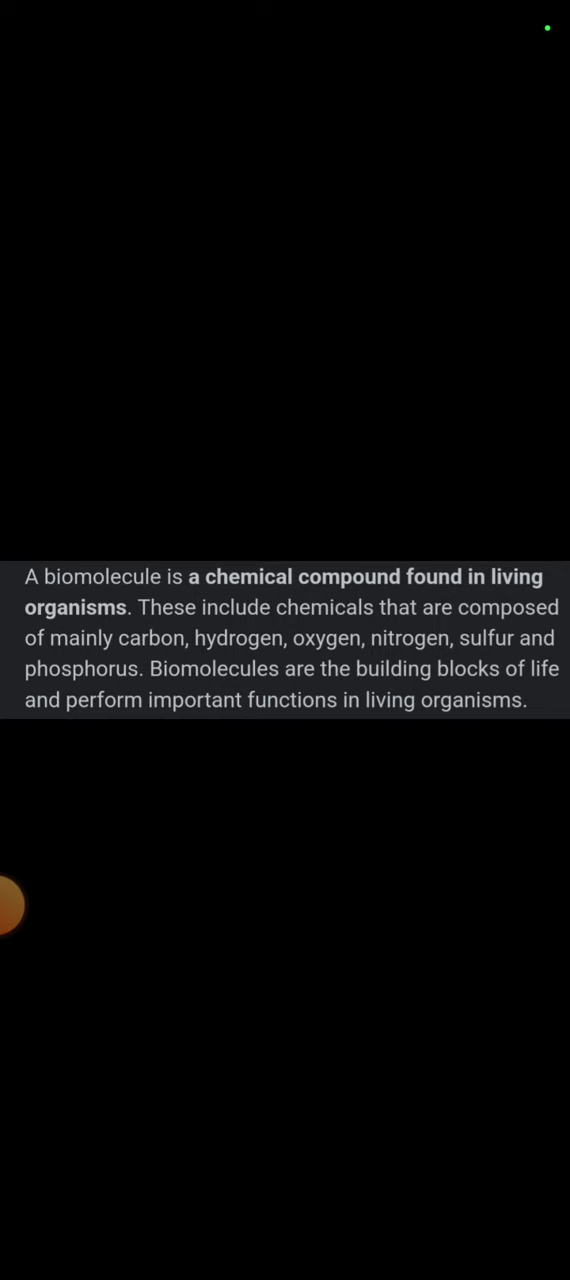 A biomolecule is a chemical compound found in living
organisms. These include chemicals that are composed
of mainly carbon, hydrogen, oxygen, nitrogen, sulfur and
phosphorus. Biomolecules are the building blocks of life
and perform important functions in living organisms.